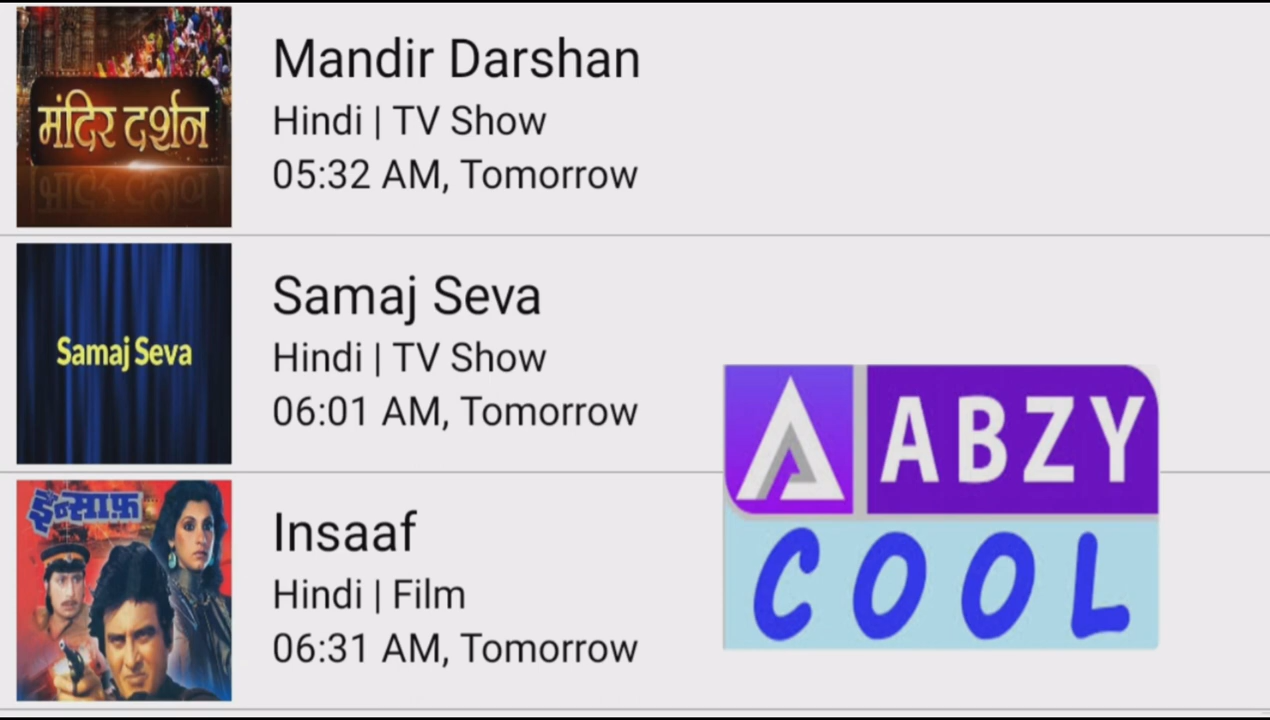 मंदिर दर्शन
Mandir Darshan
Hindi | TV Show
05:32 AM, Tomorrow
Samaj Seva
Samaj Seva
Hindi | TV Show
06:01 AM, Tomorrow
इन्साफ़
Insaaf
Hindi | Film
06:31 AM, Tomorrow
ABZY
COOL